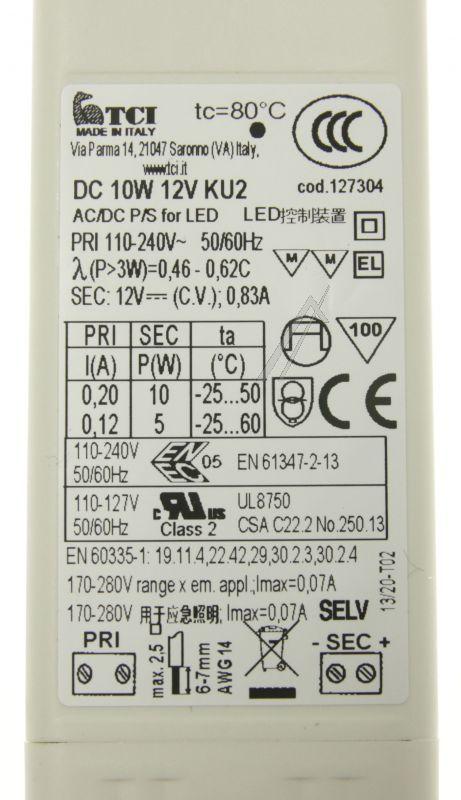 TCI tc=80°C CCC
MADE IN ITALY
Via Parma 14, 21047 Saronno (VA) Italy,
www.tci.it
DC 10W 12V KU2 cod.127304
AC/DC P/S for LED LED控制裝置
PRI 110-240V~ 50/60Hz M M EL
λ(P>3W)=0,46 - 0,62C
SEC: 12V⎓ (C.V.); 0,83A
PRI SEC ta 100
I(A) P(W) (°C)
0,20 10 -25...50 CE
0,12 5 -25...60
110-240V ENEC 05 EN 61347-2-13
50/60Hz
110-127V c RU us UL8750
50/60Hz Class 2 CSA C22.2 No.250.13
EN 60335-1: 19.11.4,22.42,29,30.2.3,30.2.4
170-280V range x em. appl.;Imax=0,07A
170-280V 用于应急照明; Imax=0,07A SELV
13/20-T02
PRI max. 2,5 6-7mm AWG14 - SEC +